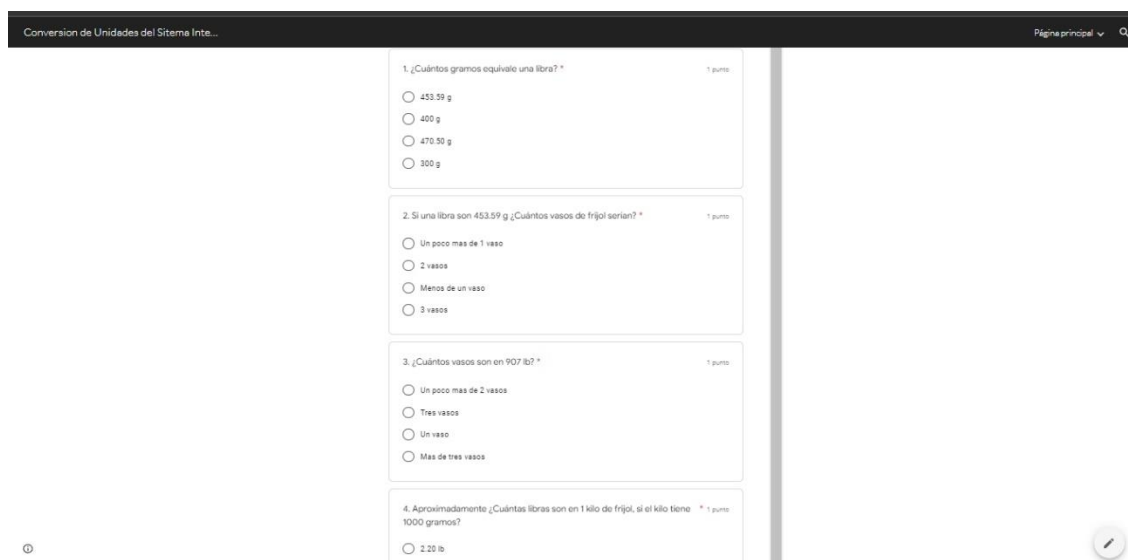 Conversion de Unidades del Sitema Inte...
Página principal
1. ¿Cuántos gramos equivale una libra? *
1 punto
453.59 g
400 g
470.50 g
300 g
2. Si una libra son 453.59 g ¿Cuántos vasos de frijol serian? *
1 punto
Un poco mas de 1 vaso
2 vasos
Menos de un vaso
3 vasos
3. ¿Cuántos vasos son en 907 lb? *
1 punto
Un poco mas de 2 vasos
Tres vasos
Un vaso
Mas de tres vasos
4. Aproximadamente ¿Cuántas libras son en 1 kilo de frijol, si el kilo tiene * 1 punto
1000 gramos?
2.20 lb